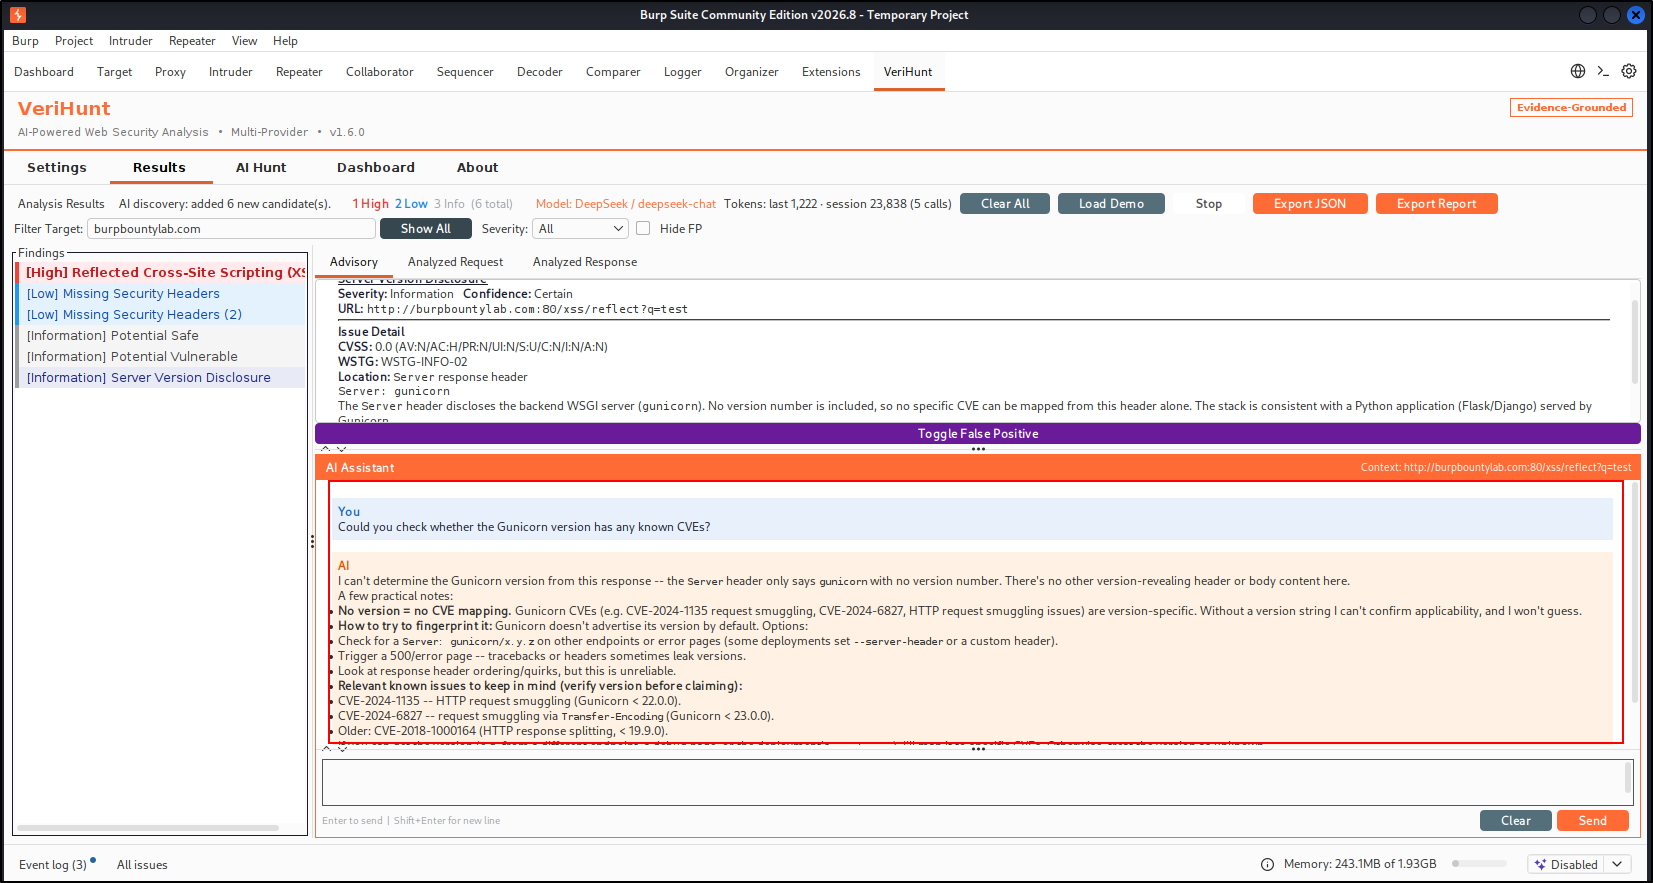 Burp Suite Community Edition v2026.8 - Temporary Project
Burp Project Intruder Repeater View Help
Dashboard Target Proxy Intruder Repeater Collaborator Sequencer Decoder Comparer Logger Organizer Extensions VeriHunt
VeriHunt
Evidence-Grounded
AI-Powered Web Security Analysis • Multi-Provider • v1.6.0
Settings Results AI Hunt Dashboard About
Analysis Results AI discovery: added 6 new candidate(s). 1 High 2 Low 3 Info (6 total) Model: DeepSeek / deepseek-chat Tokens: last 1,222 · session 23,838 (5 calls) Clear All Load Demo Stop Export JSON Export Report
Filter Target: burpbountylab.com Show All Severity: All Hide FP
Findings
[High] Reflected Cross-Site Scripting (XS
[Low] Missing Security Headers
[Low] Missing Security Headers (2)
[Information] Potential Safe
[Information] Potential Vulnerable
[Information] Server Version Disclosure
Advisory Analyzed Request Analyzed Response
Server Version Disclosure
Severity: Information Confidence: Certain
URL: http://burpbountylab.com:80/xss/reflect?q=test
Issue Detail
CVSS: 0.0 (AV:N/AC:H/PR:N/UI:N/S:U/C:N/I:N/A:N)
WSTG: WSTG-INFO-02
Location: Server response header
Server: gunicorn
The Server header discloses the backend WSGI server (gunicorn). No version number is included, so no specific CVE can be mapped from this header alone. The stack is consistent with a Python application (Flask/Django) served by
Gunicorn
Toggle False Positive
AI Assistant
Context: http://burpbountylab.com:80/xss/reflect?q=test
You
Could you check whether the Gunicorn version has any known CVEs?
AI
I can't determine the Gunicorn version from this response -- the Server header only says gunicorn with no version number. There's no other version-revealing header or body content here.
A few practical notes:
• No version = no CVE mapping. Gunicorn CVEs (e.g. CVE-2024-1135 request smuggling, CVE-2024-6827, HTTP request smuggling issues) are version-specific. Without a version string I can't confirm applicability, and I won't guess.
• How to try to fingerprint it: Gunicorn doesn't advertise its version by default. Options:
• Check for a Server: gunicorn/x.y.z on other endpoints or error pages (some deployments set --server-header or a custom header).
• Trigger a 500/error page -- tracebacks or headers sometimes leak versions.
• Look at response header ordering/quirks, but this is unreliable.
• Relevant known issues to keep in mind (verify version before claiming):
• CVE-2024-1135 -- HTTP request smuggling (Gunicorn < 22.0.0).
• CVE-2024-6827 -- request smuggling via Transfer-Encoding (Gunicorn < 23.0.0).
• Older: CVE-2018-1000164 (HTTP response splitting, < 19.9.0).
Enter to send | Shift+Enter for new line
Clear Send
Event log (3) All issues
Memory: 243.1MB of 1.93GB
Disabled